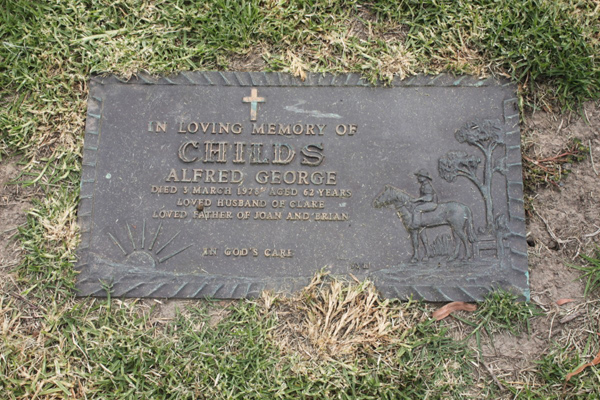 IN LOVING MEMORY OF
CHILDS
ALFRED GEORGE
DIED 3 MARCH 1978 AGED 62 YEARS
LOVED HUSBAND OF CLARE
LOVED FATHER OF JOAN AND BRIAN
IN GOD'S CARE